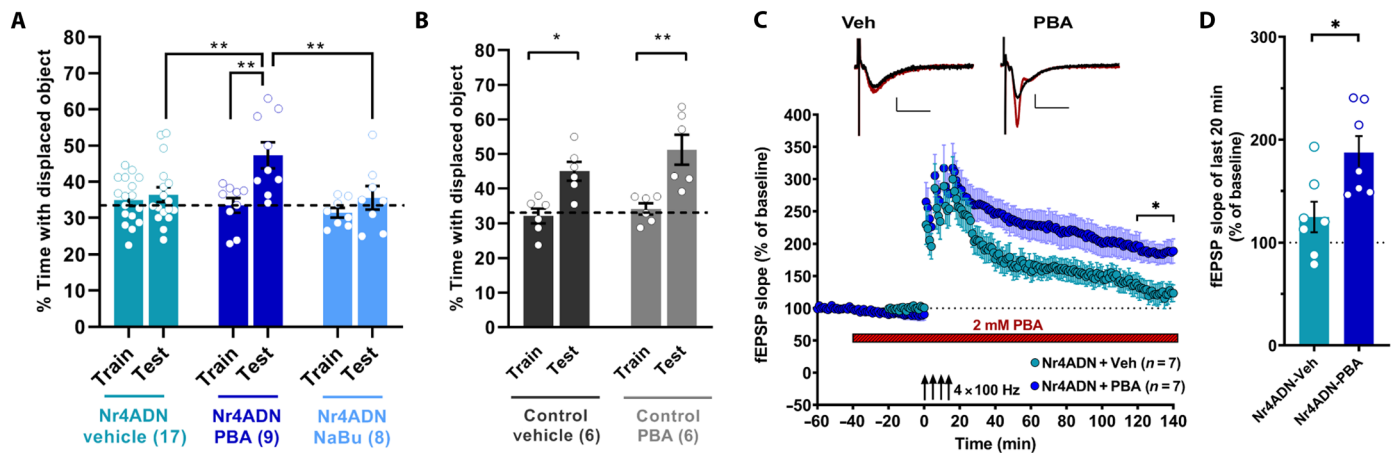 A
% Time with displaced object
80
70
60
50
40
30
20
10
0
**
**
**
Train
Test
Train
Test
Train
Test
Nr4ADN
vehicle (17)
Nr4ADN
PBA (9)
Nr4ADN
NaBu (8)
B
% Time with displaced object
80
70
60
50
40
30
20
10
0
*
**
Train
Test
Train
Test
Control
vehicle (6)
Control
PBA (6)
C
Veh
PBA
fEPSP slope (% of baseline)
400
350
300
250
200
150
100
50
0
−50
*
2 mM PBA
Nr4ADN + Veh (n = 7)
Nr4ADN + PBA (n = 7)
4 × 100 Hz
−60
−40
−20
0
20
40
60
80
100
120
140
Time (min)
D
fEPSP slope of last 20 min
(% of baseline)
300
200
100
0
*
Nr4ADN-Veh
Nr4ADN-PBA